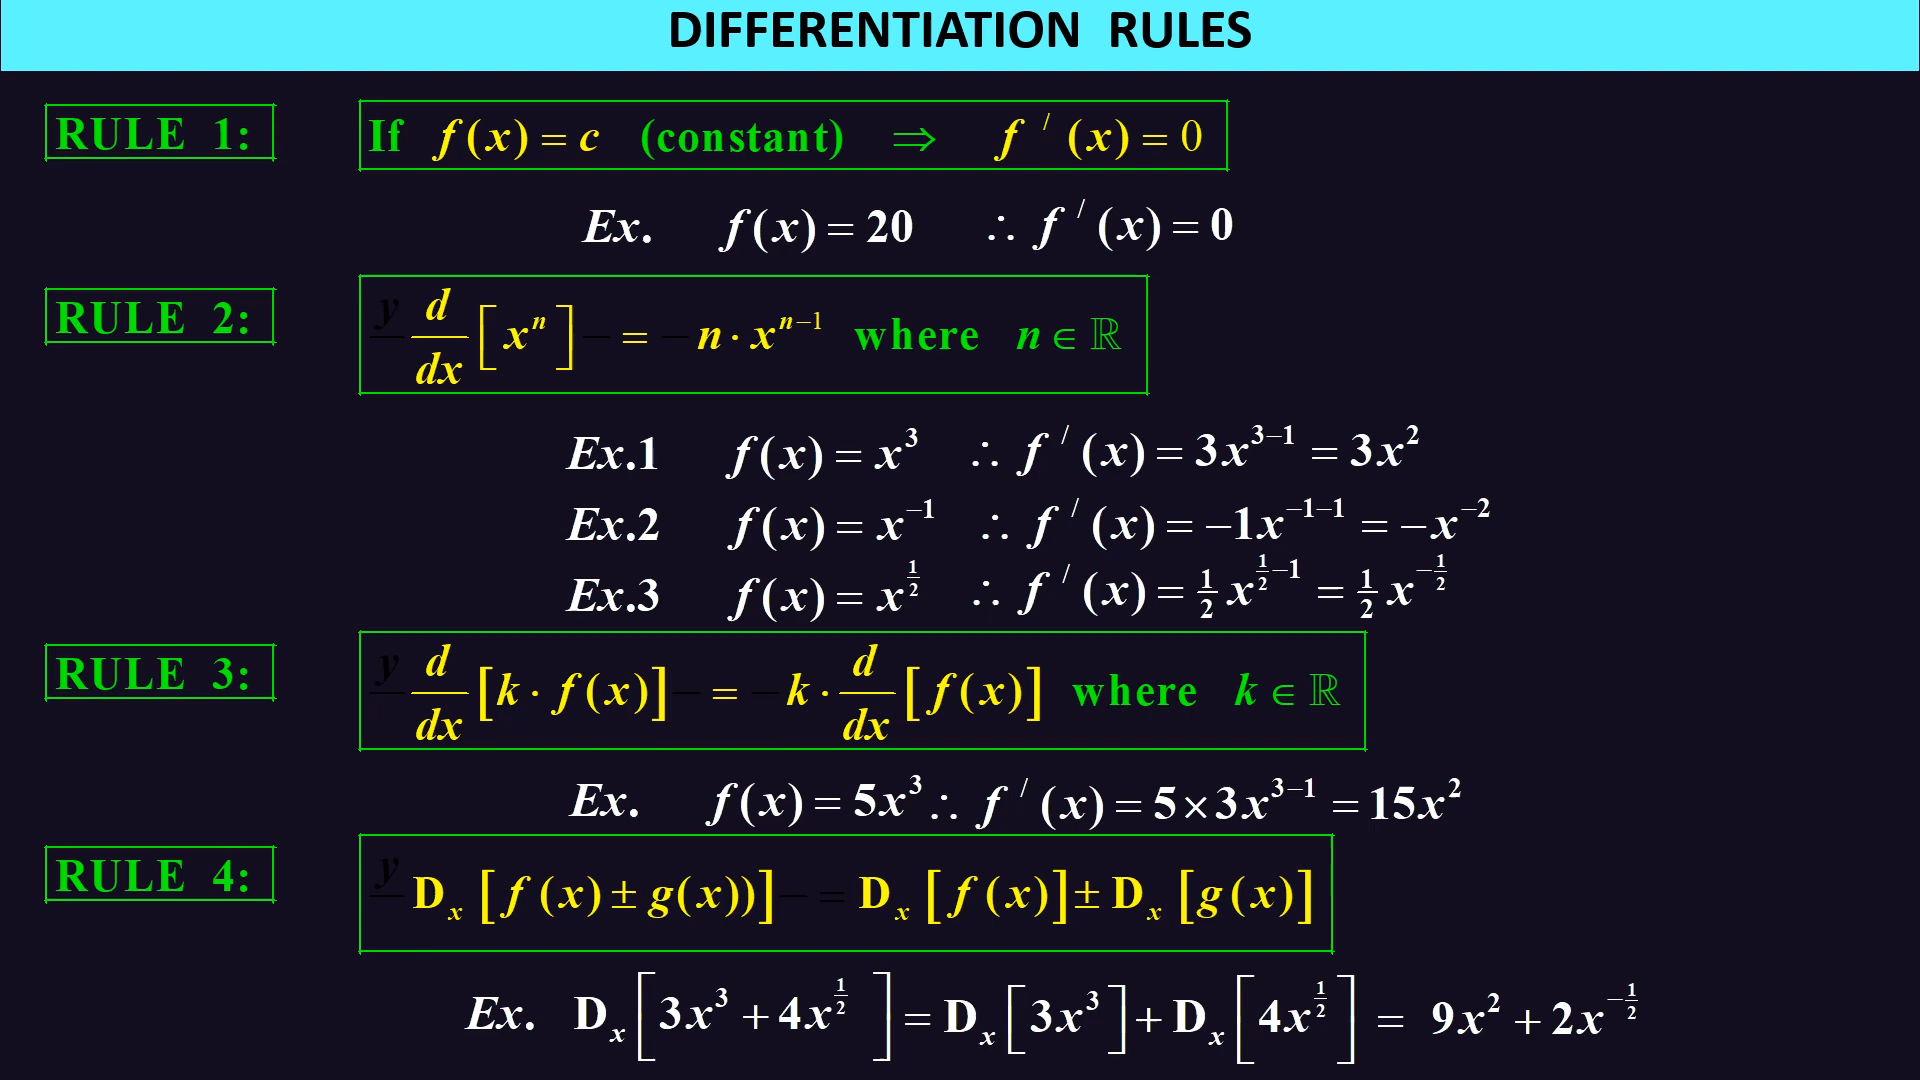 DIFFERENTIATION RULES
RULE 1: If f(x) = c (constant) ⇒ f ′(x) = 0
Ex. f(x) = 20 ∴ f ′(x) = 0
RULE 2: y d/dx [xⁿ] = n · xⁿ⁻¹ where n ∈ ℝ
Ex.1 f(x) = x³ ∴ f ′(x) = 3x³⁻¹ = 3x²
Ex.2 f(x) = x⁻¹ ∴ f ′(x) = −1x⁻¹⁻¹ = −x⁻²
Ex.3 f(x) = x^(1/2) ∴ f ′(x) = 1/2 x^(1/2 −1) = 1/2 x^(−1/2)
RULE 3: y d/dx [k · f(x)] = k · d/dx [f(x)] where k ∈ ℝ
Ex. f(x) = 5x³ ∴ f ′(x) = 5×3x³⁻¹ = 15x²
RULE 4: y Dₓ [f(x) ± g(x))] = Dₓ [f(x)] ± Dₓ [g(x)]
Ex. Dₓ [3x³ + 4x^(1/2)] = Dₓ [3x³] + Dₓ [4x^(1/2)] = 9x² + 2x^(−1/2)